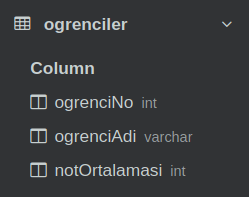 ogrenciler
Column
ogrenciNo int
ogrenciAdi varchar
notOrtalamasi int